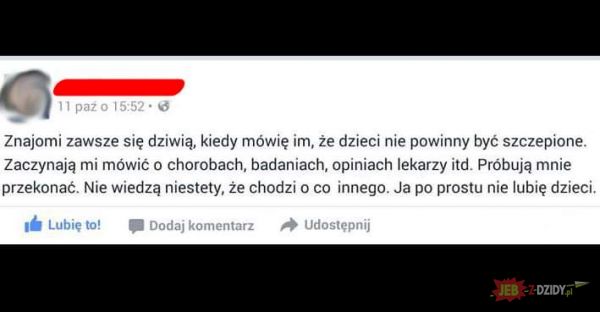 11 paź o 15:52 •
Znajomi zawsze się dziwią, kiedy mówię im, że dzieci nie powinny być szczepione.
Zaczynają mi mówić o chorobach, badaniach, opiniach lekarzy itd. Próbują mnie
przekonać. Nie wiedzą niestety, że chodzi o co innego. Ja po prostu nie lubię dzieci.
Lubię to! Dodaj komentarz Udostępnij
JEB-Z-DZIDY.pl